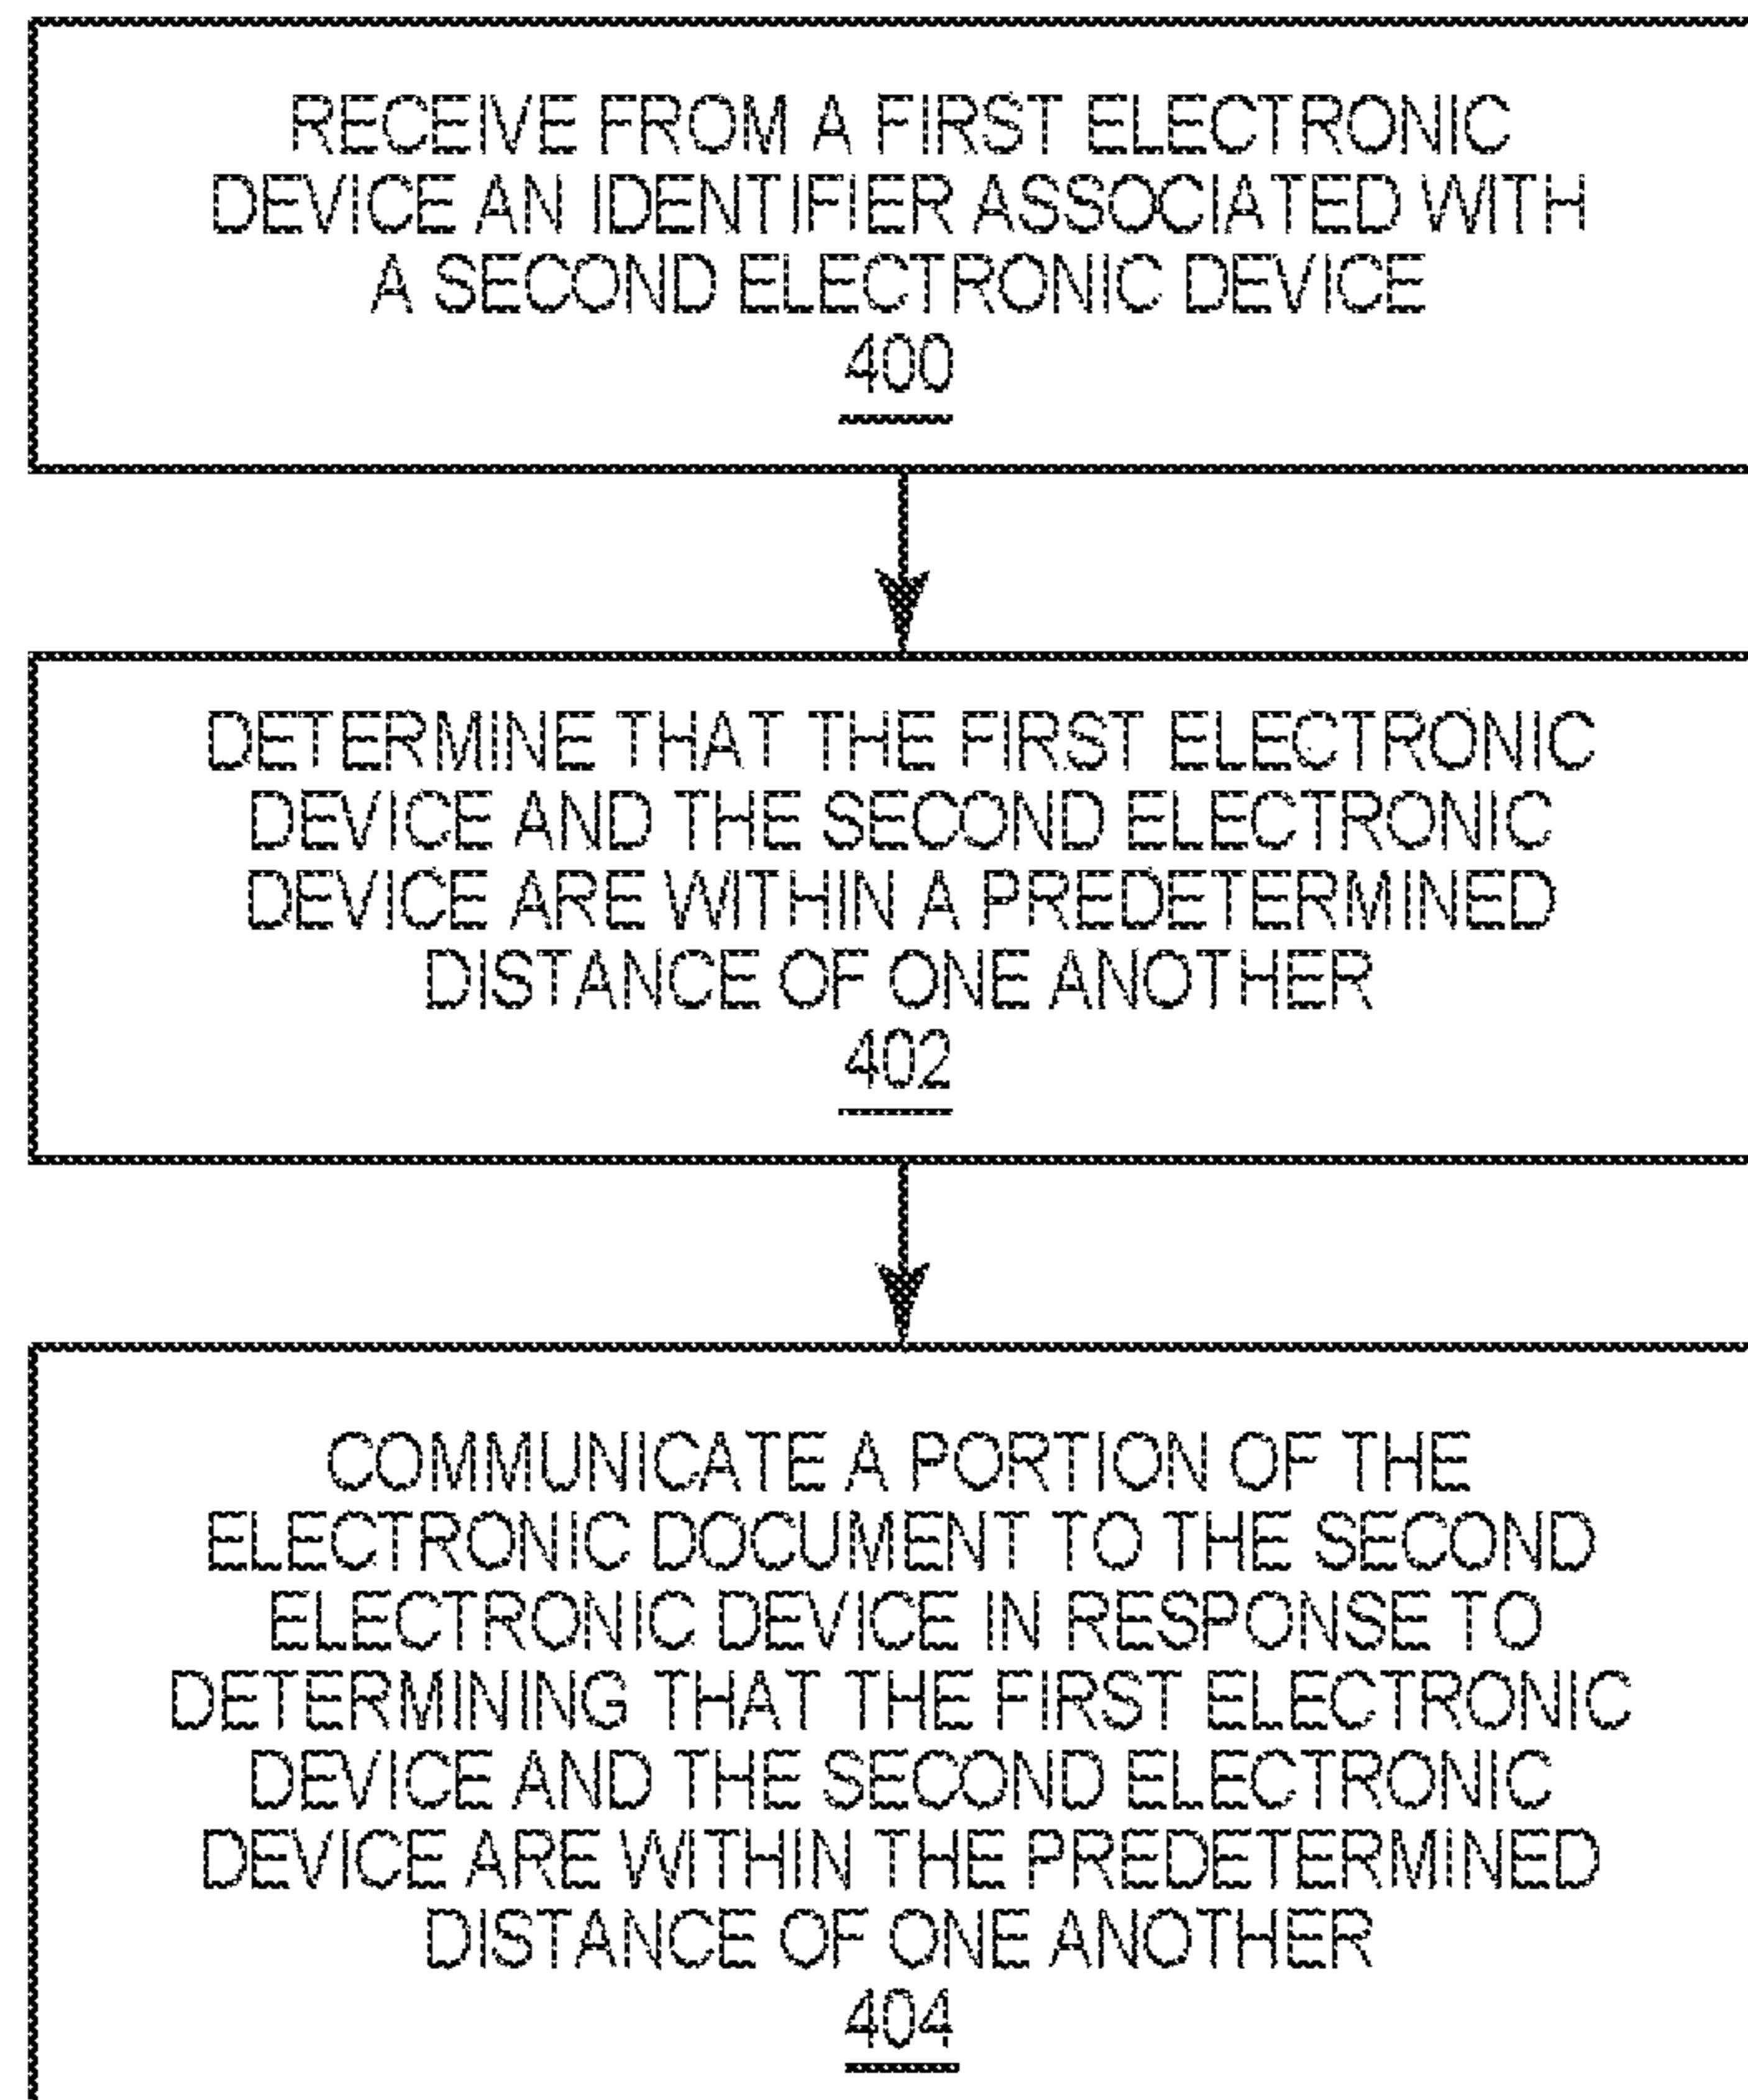 RECEIVE FROM A FIRST ELECTRONIC
DEVICE AN IDENTIFIER ASSOCIATED WITH
A SECOND ELECTRONIC DEVICE
400
DETERMINE THAT THE FIRST ELECTRONIC
DEVICE AND THE SECOND ELECTRONIC
DEVICE ARE WITHIN A PREDETERMINED
DISTANCE OF ONE ANOTHER
402
COMMUNICATE A PORTION OF THE
ELECTRONIC DOCUMENT TO THE SECOND
ELECTRONIC DEVICE IN RESPONSE TO
DETERMINING THAT THE FIRST ELECTRONIC
DEVICE AND THE SECOND ELECTRONIC
DEVICE ARE WITHIN THE PREDETERMINED
DISTANCE OF ONE ANOTHER
404